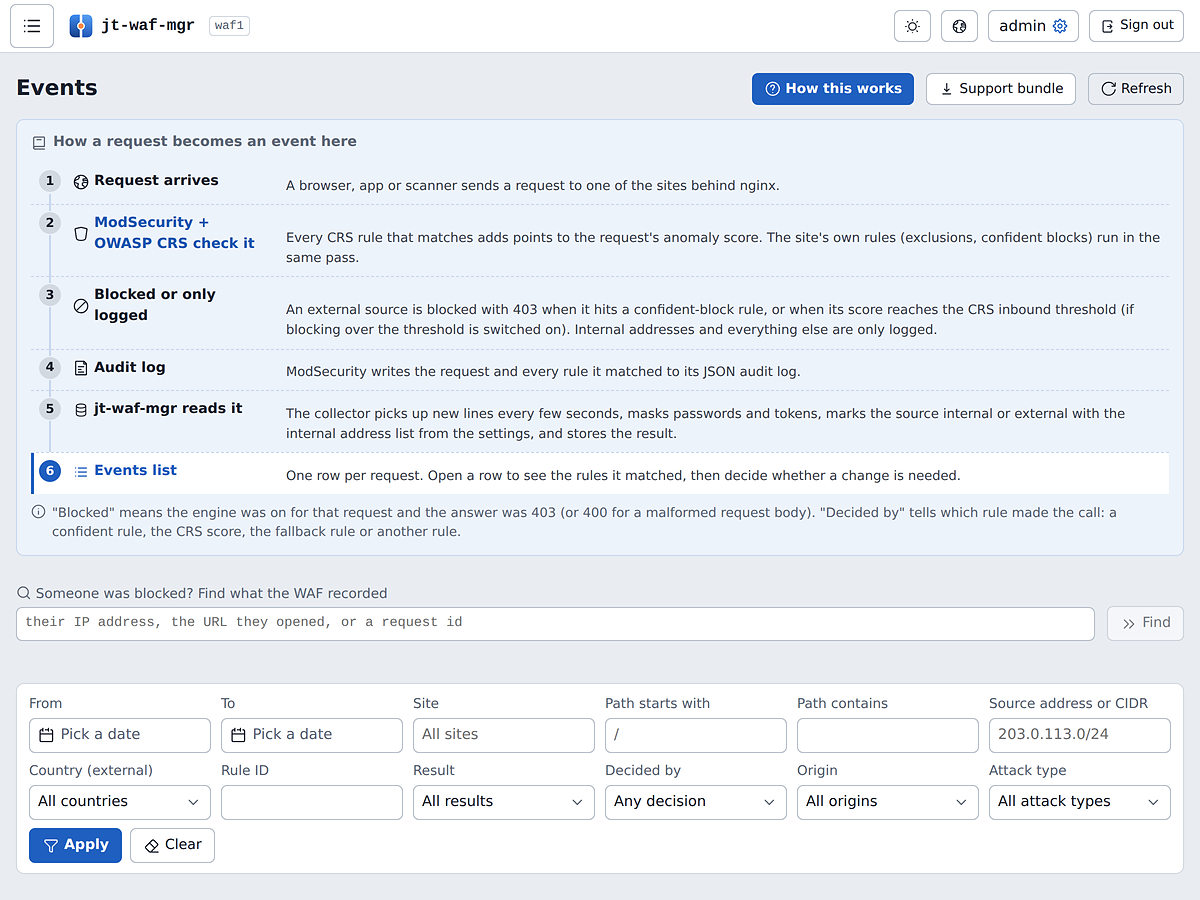 jt-waf-mgr
waf1
admin
Sign out
Events
How this works
Support bundle
Refresh
How a request becomes an event here
1 Request arrives
A browser, app or scanner sends a request to one of the sites behind nginx.
2 ModSecurity +
OWASP CRS check it
Every CRS rule that matches adds points to the request's anomaly score. The site's own rules (exclusions, confident blocks) run in the
same pass.
3 Blocked or only
logged
An external source is blocked with 403 when it hits a confident-block rule, or when its score reaches the CRS inbound threshold (if
blocking over the threshold is switched on). Internal addresses and everything else are only logged.
4 Audit log
ModSecurity writes the request and every rule it matched to its JSON audit log.
5 jt-waf-mgr reads it
The collector picks up new lines every few seconds, masks passwords and tokens, marks the source internal or external with the
internal address list from the settings, and stores the result.
6 Events list
One row per request. Open a row to see the rules it matched, then decide whether a change is needed.
"Blocked" means the engine was on for that request and the answer was 403 (or 400 for a malformed request body). "Decided by" tells which rule made the call: a
confident rule, the CRS score, the fallback rule or another rule.
Someone was blocked? Find what the WAF recorded
their IP address, the URL they opened, or a request id
Find
From
To
Site
Path starts with
Path contains
Source address or CIDR
Pick a date
Pick a date
All sites
/
203.0.113.0/24
Country (external)
Rule ID
Result
Decided by
Origin
Attack type
All countries
All results
Any decision
All origins
All attack types
Apply
Clear